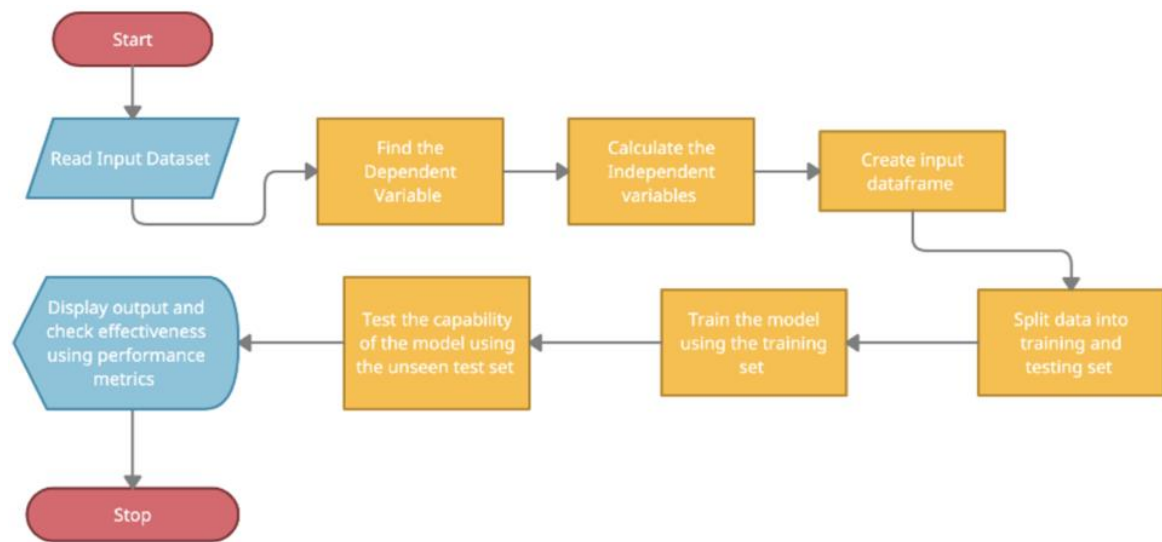 Start
Read Input Dataset
Find the
Dependent
Variable
Calculate the
Independent
variables
Create input
dataframe
Split data into
training and
testing set
Train the model
using the training
set
Test the capability
of the model using
the unseen test set
Display output and
check effectiveness
using performance
metrics
Stop